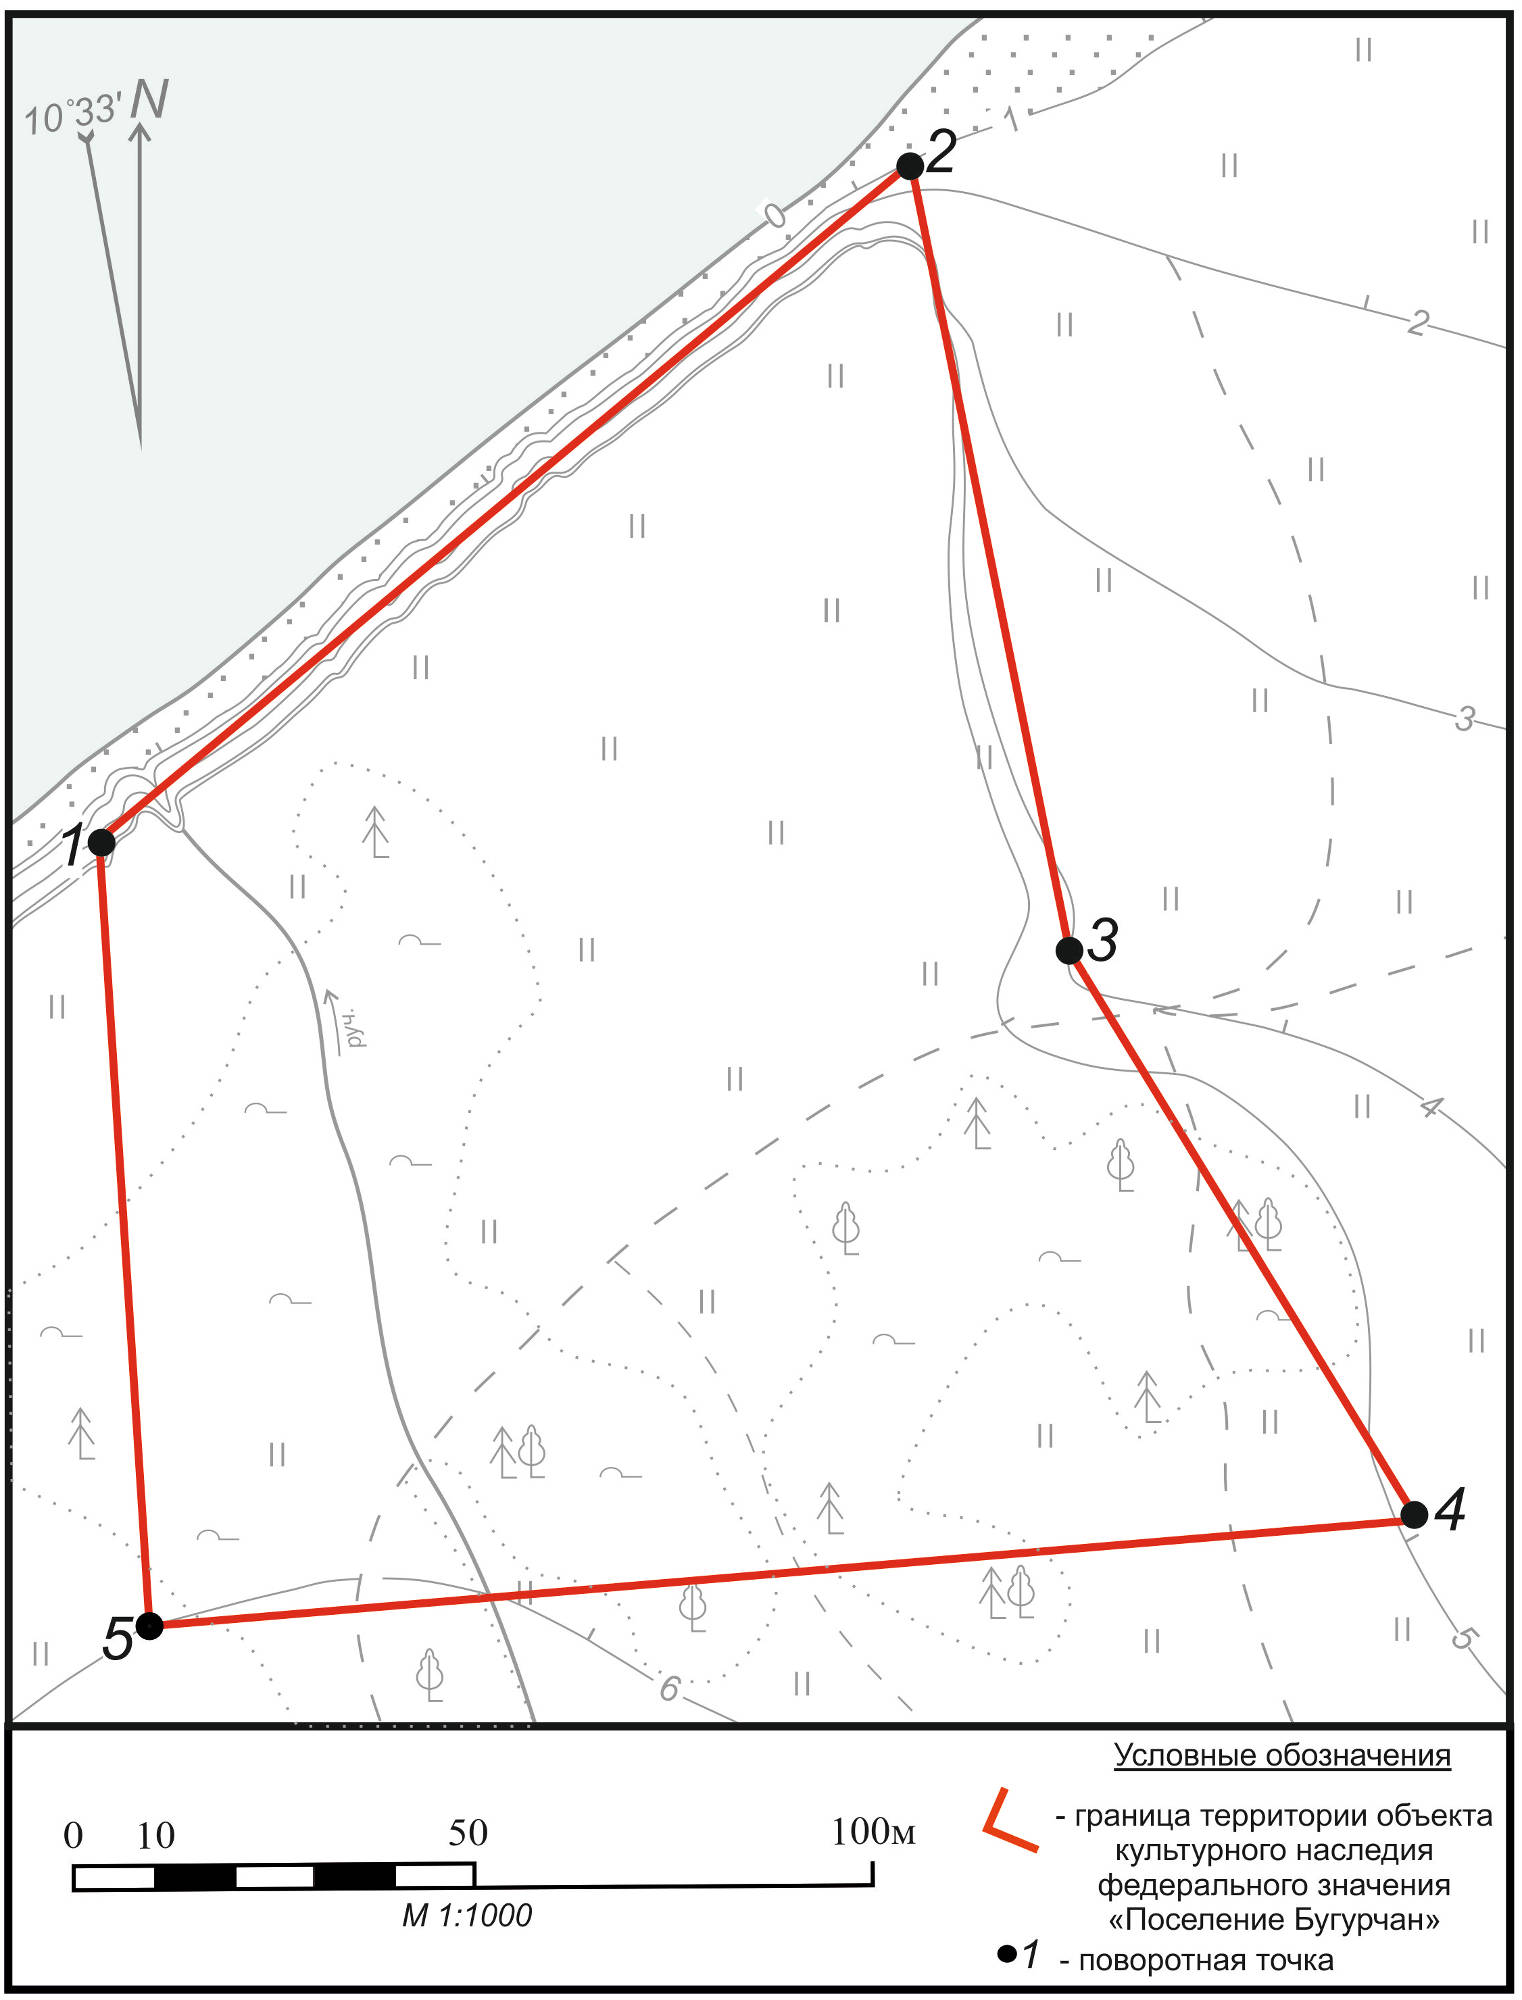 10°33' N
1
2
0
2
3
1
3
руч.
4
4
5
5
6
Условные обозначения
0 10 50 100м
М 1:1000
- граница территории объекта
культурного наследия
федерального значения
«Поселение Бугурчан»
1 - поворотная точка